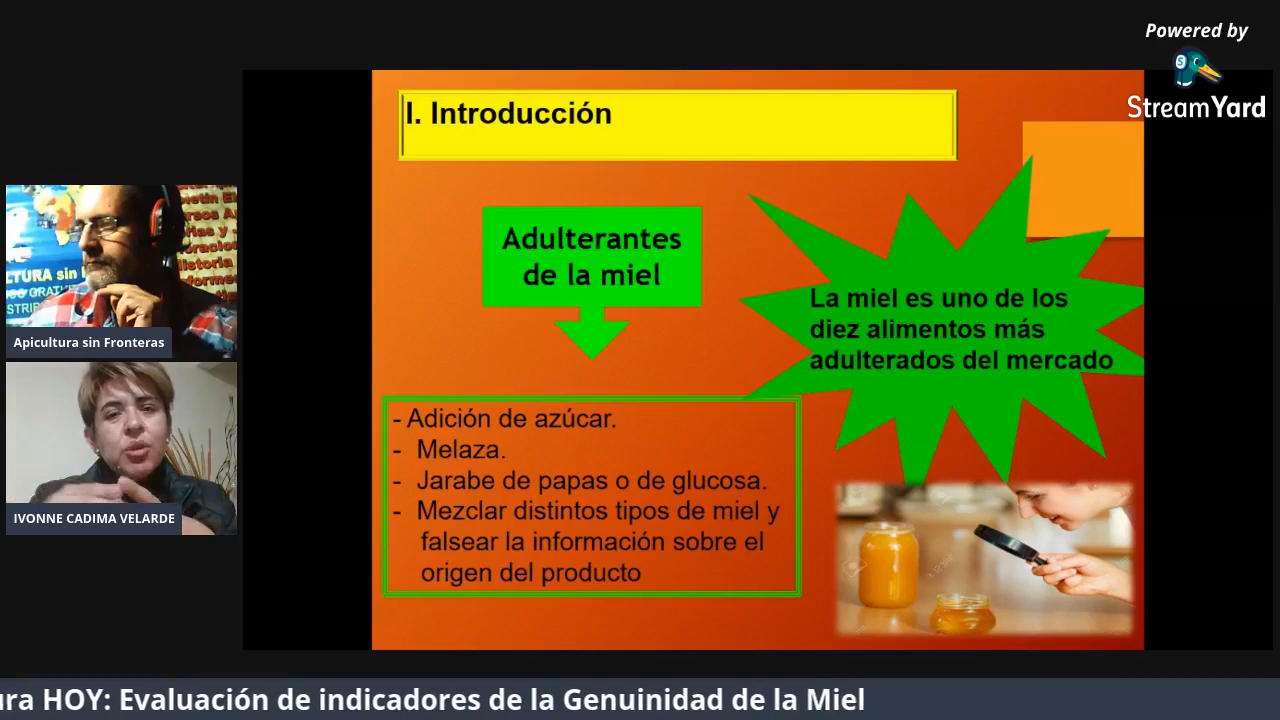 Powered by
StreamYard
I. Introducción
Adulterantes
de la miel
La miel es uno de los
diez alimentos más
adulterados del mercado
- Adición de azúcar.
- Melaza.
- Jarabe de papas o de glucosa.
- Mezclar distintos tipos de miel y
falsear la información sobre el
origen del producto
Apicultura sin Fronteras
IVONNE CADIMA VELARDE
ura HOY: Evaluación de indicadores de la Genuinidad de la Miel